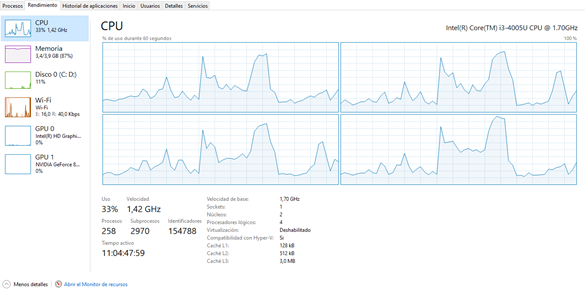 Procesos Rendimiento Historial de aplicaciones Inicio Usuarios Detalles Servicios
CPU
33% 1,42 GHz
Memoria
3,4/3,9 GB (87%)
Disco 0 (C: D:)
11%
Wi-Fi
Wi-Fi
E: 16,0 R: 40,0 Kbps
GPU 0
Intel(R) HD Graphi...
0%
GPU 1
NVIDIA GeForce 8...
0%
CPU
Intel(R) Core(TM) i3-4005U CPU @ 1.70GHz
% de uso durante 60 segundos
100 %
Uso Velocidad
33% 1,42 GHz
Procesos Subprocesos Identificadores
258 2970 154788
Tiempo activo
11:04:47:59
Velocidad de base: 1,70 GHz
Sockets: 1
Núcleos: 2
Procesadores lógicos: 4
Virtualización: Deshabilitado
Compatibilidad con Hyper-V: Sí
Caché L1: 128 kB
Caché L2: 512 kB
Caché L3: 3,0 MB
Menos detalles
Abrir el Monitor de recursos